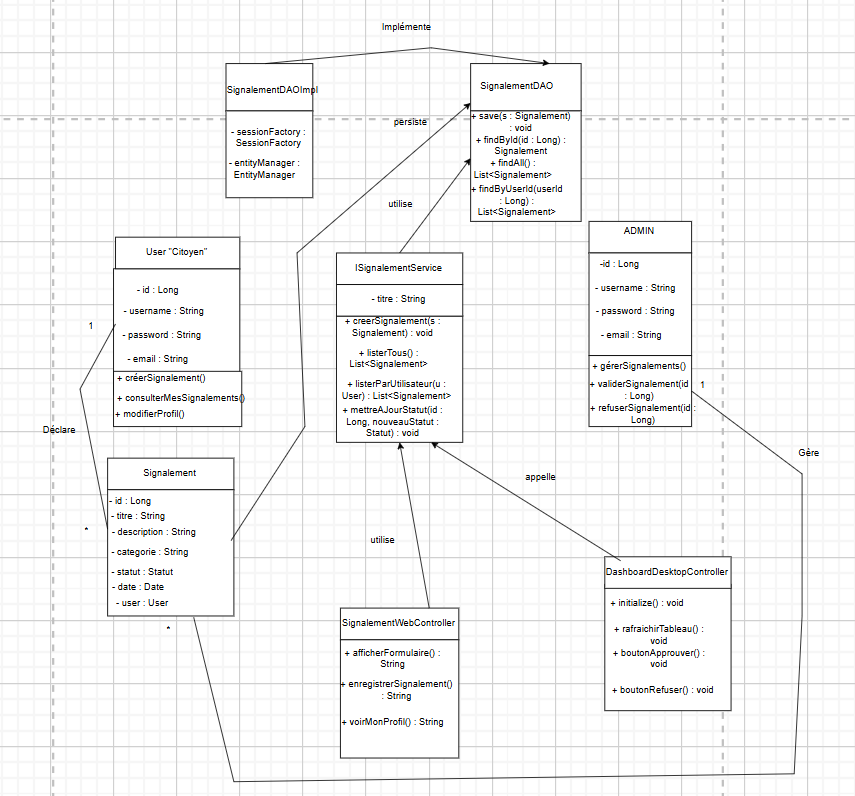 Implémente
SignalementDAOImpl
- sessionFactory :
SessionFactory
- entityManager :
EntityManager
SignalementDAO
+ save(s : Signalement)
: void
+ findById(id : Long) :
Signalement
+ findAll() :
List<Signalement>
+ findByUserId(userId
: Long) :
List<Signalement>
persiste
utilise
User "Citoyen"
- id : Long
- username : String
- password : String
- email : String
+ créerSignalement()
+ consulterMesSignalements()
+ modifierProfil()
1
Déclare
*
ISignalementService
- titre : String
+ creerSignalement(s :
Signalement) : void
+ listerTous() :
List<Signalement>
+ listerParUtilisateur(u :
User) : List<Signalement>
+ mettreAJourStatut(id :
Long, nouveauStatut :
Statut) : void
ADMIN
-id : Long
- username : String
- password : String
- email : String
+ gérerSignalements()
+ validerSignalement(id
: Long)
+ refuserSignalement(id :
Long)
1
Gère
Signalement
- id : Long
- titre : String
- description : String
- categorie : String
- statut : Statut
- date : Date
- user : User
*
appelle
utilise
SignalementWebController
+ afficherFormulaire() :
String
+ enregistrerSignalement()
: String
+ voirMonProfil() : String
DashboardDesktopController
+ initialize() : void
+ rafraichirTableau() :
void
+ boutonApprouver() :
void
+ boutonRefuser() : void